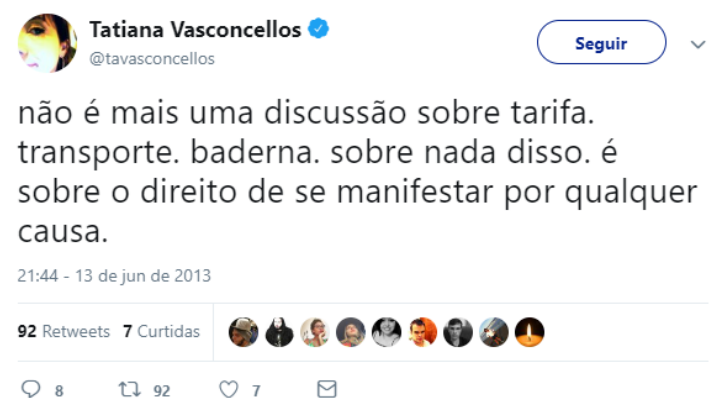 Tatiana Vasconcellos
@tavasconcellos
Seguir
não é mais uma discussão sobre tarifa.
transporte. baderna. sobre nada disso. é
sobre o direito de se manifestar por qualquer
causa.
21:44 - 13 de jun de 2013
92 Retweets 7 Curtidas
8 92 7